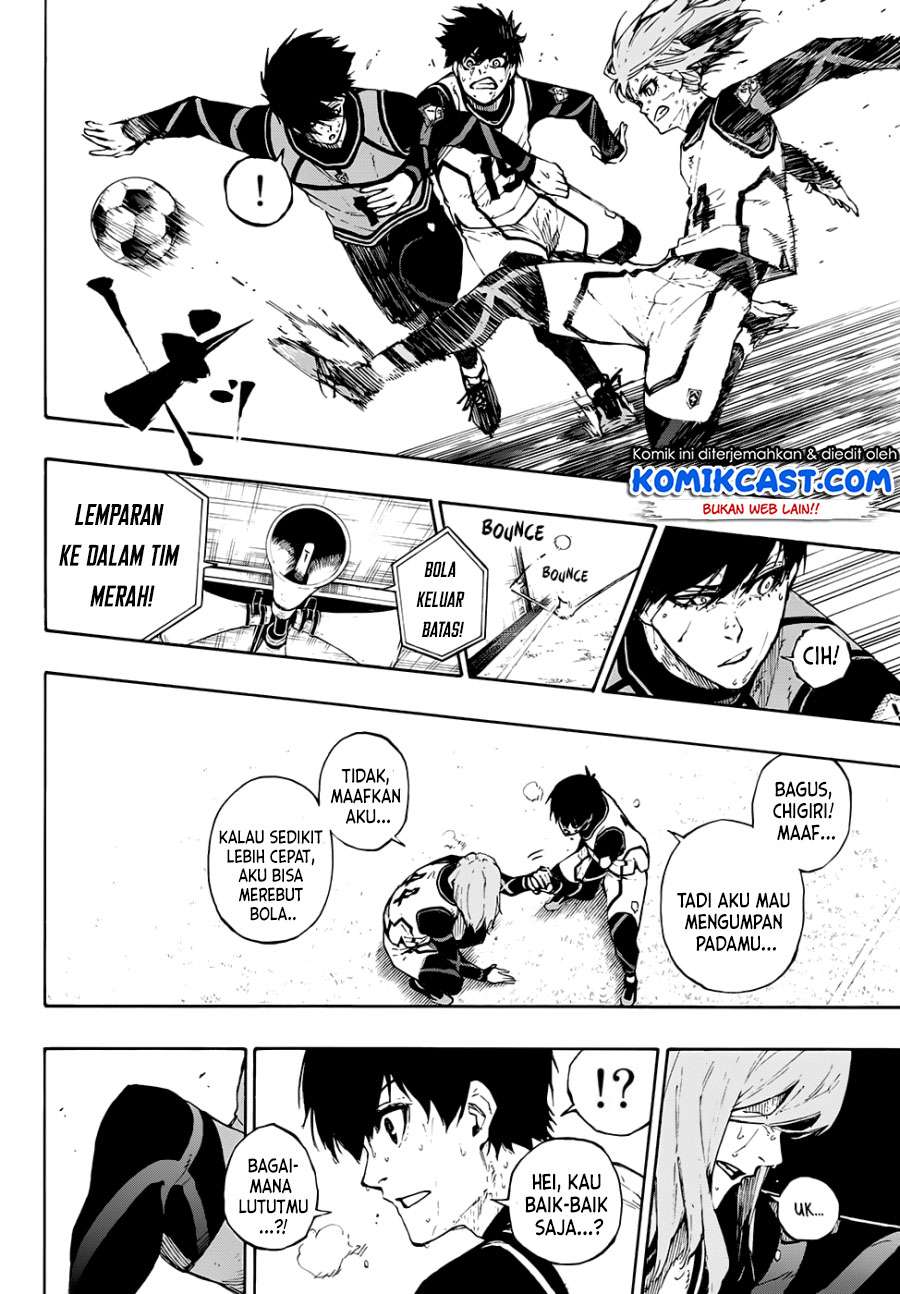 !
13
4
Komik ini diterjemahkan & diedit oleh
KOMIKCAST.COM
BUKAN WEB LAIN!!
CIH!
BOUNCE
BOUNCE
BOLA
KELUAR
BATAS!
LEMPARAN
KE DALAM TIM
MERAH!
BAGUS,
CHIGIRI!
MAAF...
TADI AKU MAU
MENGUMPAN
PADAMU...
TIDAK,
MAAFKAN
AKU...
KALAU SEDIKIT
LEBIH CEPAT,
AKU BISA
MEREBUT
BOLA..
UK...
!?
HEI, KAU
BAIK-BAIK
SAJA...?
BAGAI-
MANA
LUTUTMU
...?!